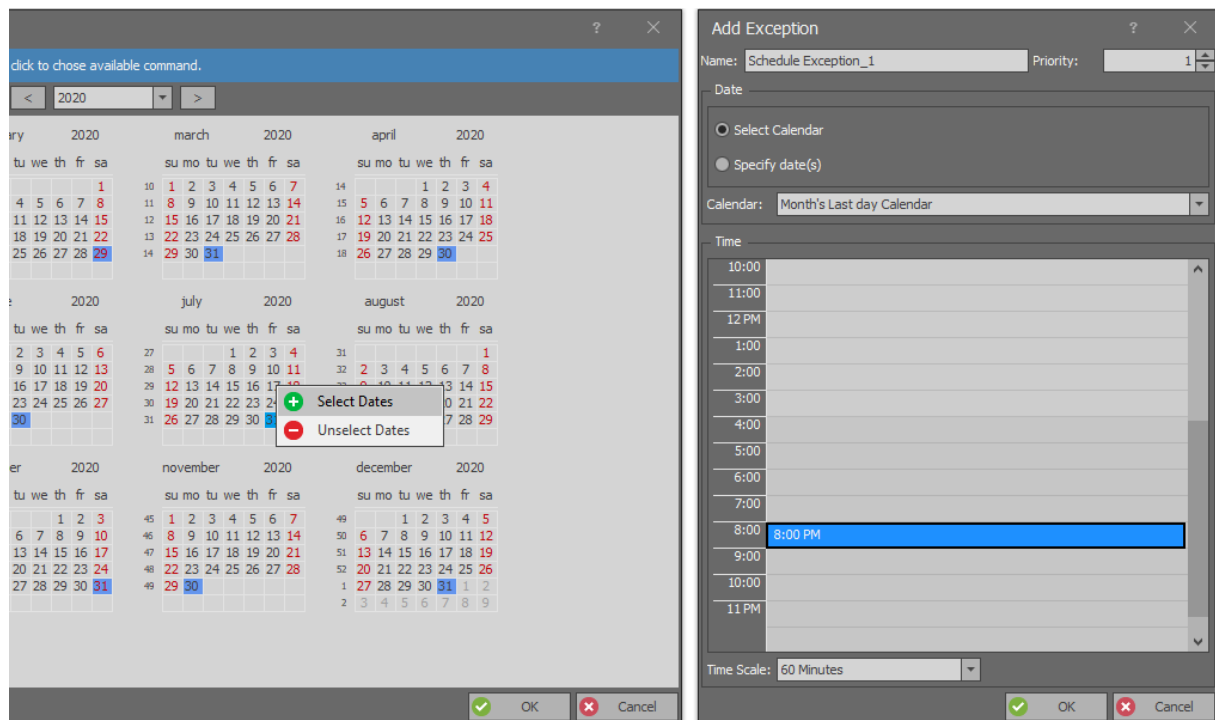 click to chose available command.
< 2020 >
ary 2020 march 2020 april 2020
tu we th fr sa su mo tu we th fr sa su mo tu we th fr sa
1 10 1 2 3 4 5 6 7 14 1 2 3 4
4 5 6 7 8 11 8 9 10 11 12 13 14 15 5 6 7 8 9 10 11
11 12 13 14 15 12 15 16 17 18 19 20 21 16 12 13 14 15 16 17 18
18 19 20 21 22 13 22 23 24 25 26 27 28 17 19 20 21 22 23 24 25
25 26 27 28 29 14 29 30 31 18 26 27 28 29 30
2020 july 2020 august 2020
tu we th fr sa su mo tu we th fr sa su mo tu we th fr sa
2 3 4 5 6 27 1 2 3 4 31 1
9 10 11 12 13 28 5 6 7 8 9 10 11 32 2 3 4 5 6 7 8
16 17 18 19 20 29 12 13 14 15 16 14 15
23 24 25 26 27 30 19 20 21 22 23 21 22
30 31 26 27 28 29 30 28 29
Select Dates
Unselect Dates
er 2020 november 2020 december 2020
tu we th fr sa su mo tu we th fr sa su mo tu we th fr sa
1 2 3 45 1 2 3 4 5 6 7 49 1 2 3 4 5
6 7 8 9 10 46 8 9 10 11 12 13 14 50 6 7 8 9 10 11 12
13 14 15 16 17 47 15 16 17 18 19 20 21 51 13 14 15 16 17 18 19
20 21 22 23 24 48 22 23 24 25 26 27 28 52 20 21 22 23 24 25 26
27 28 29 30 31 49 29 30 1 27 28 29 30 31 1 2
2 3 4 5 6 7 8 9
OK Cancel
Add Exception ?
Name: Schedule Exception_1 Priority: 1
Date
Select Calendar
Specify date(s)
Calendar: Month's Last day Calendar
Time
10:00
11:00
12 PM
1:00
2:00
3:00
4:00
5:00
6:00
7:00
8:00 8:00 PM
9:00
10:00
11 PM
Time Scale: 60 Minutes
OK Cancel